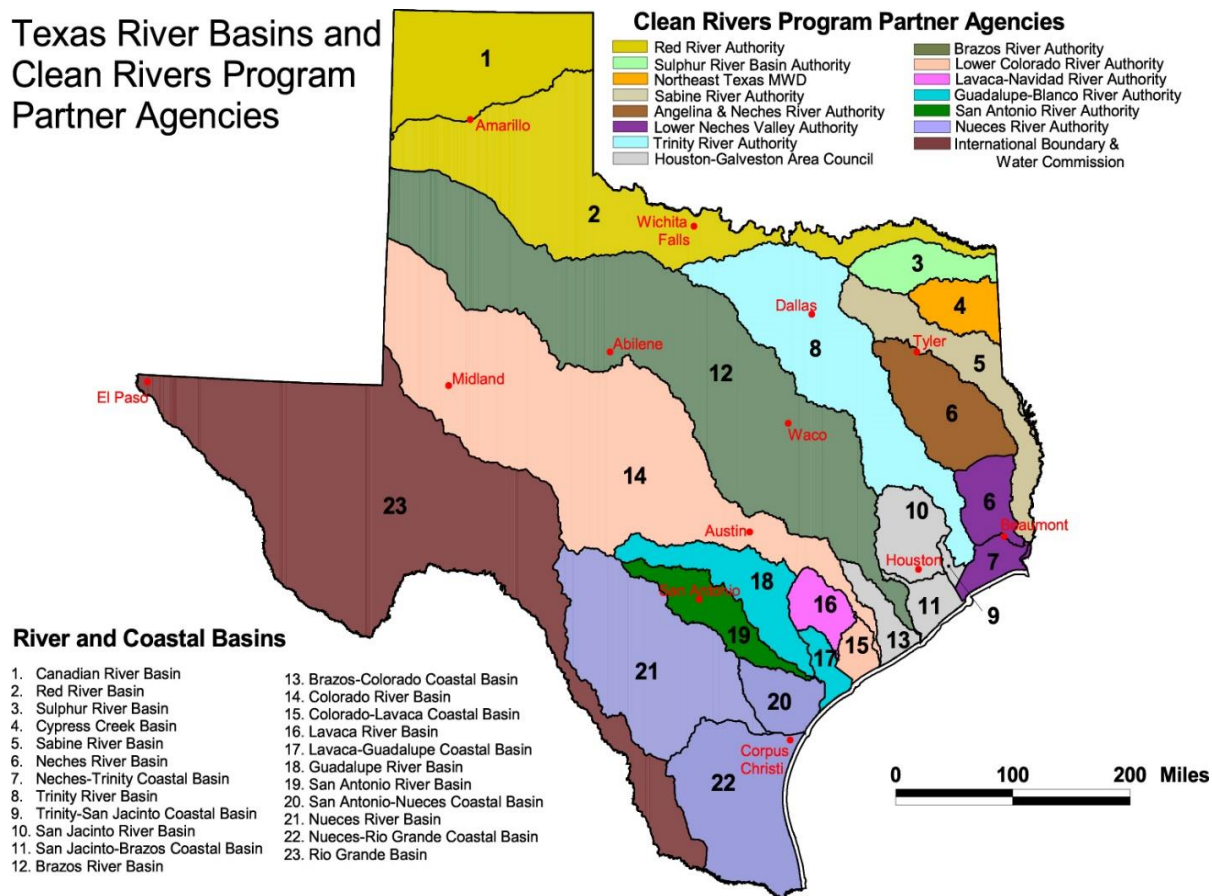 Texas River Basins and
Clean Rivers Program
Partner Agencies
Clean Rivers Program Partner Agencies
Red River Authority
Sulphur River Basin Authority
Northeast Texas MWD
Sabine River Authority
Angelina & Neches River Authority
Lower Neches Valley Authority
Trinity River Authority
Houston-Galveston Area Council
Brazos River Authority
Lower Colorado River Authority
Lavaca-Navidad River Authority
Guadalupe-Blanco River Authority
San Antonio River Authority
Nueces River Authority
International Boundary &
Water Commission
1
Amarillo
2
Wichita
Falls
3
4
Dallas
8
Tyler
5
Abilene
12
Midland
El Paso
6
Waco
14
23
10
6
Beaumont
Austin
Houston
7
18
San Antonio
16
11
9
19
17
15
13
21
20
Corpus
Christi
22
0
100
200
Miles
River and Coastal Basins
1. Canadian River Basin
2. Red River Basin
3. Sulphur River Basin
4. Cypress Creek Basin
5. Sabine River Basin
6. Neches River Basin
7. Neches-Trinity Coastal Basin
8. Trinity River Basin
9. Trinity-San Jacinto Coastal Basin
10. San Jacinto River Basin
11. San Jacinto-Brazos Coastal Basin
12. Brazos River Basin
13. Brazos-Colorado Coastal Basin
14. Colorado River Basin
15. Colorado-Lavaca Coastal Basin
16. Lavaca River Basin
17. Lavaca-Guadalupe Coastal Basin
18. Guadalupe River Basin
19. San Antonio River Basin
20. San Antonio-Nueces Coastal Basin
21. Nueces River Basin
22. Nueces-Rio Grande Coastal Basin
23. Rio Grande Basin